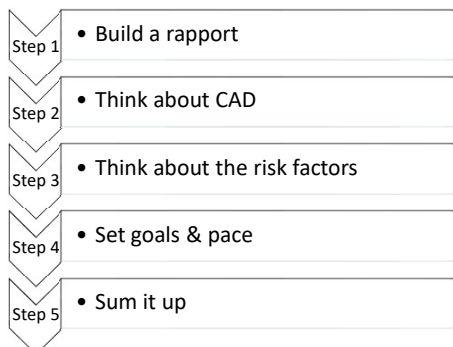 Step 1
• Build a rapport
Step 2
• Think about CAD
Step 3
• Think about the risk factors
Step 4
• Set goals & pace
Step 5
• Sum it up